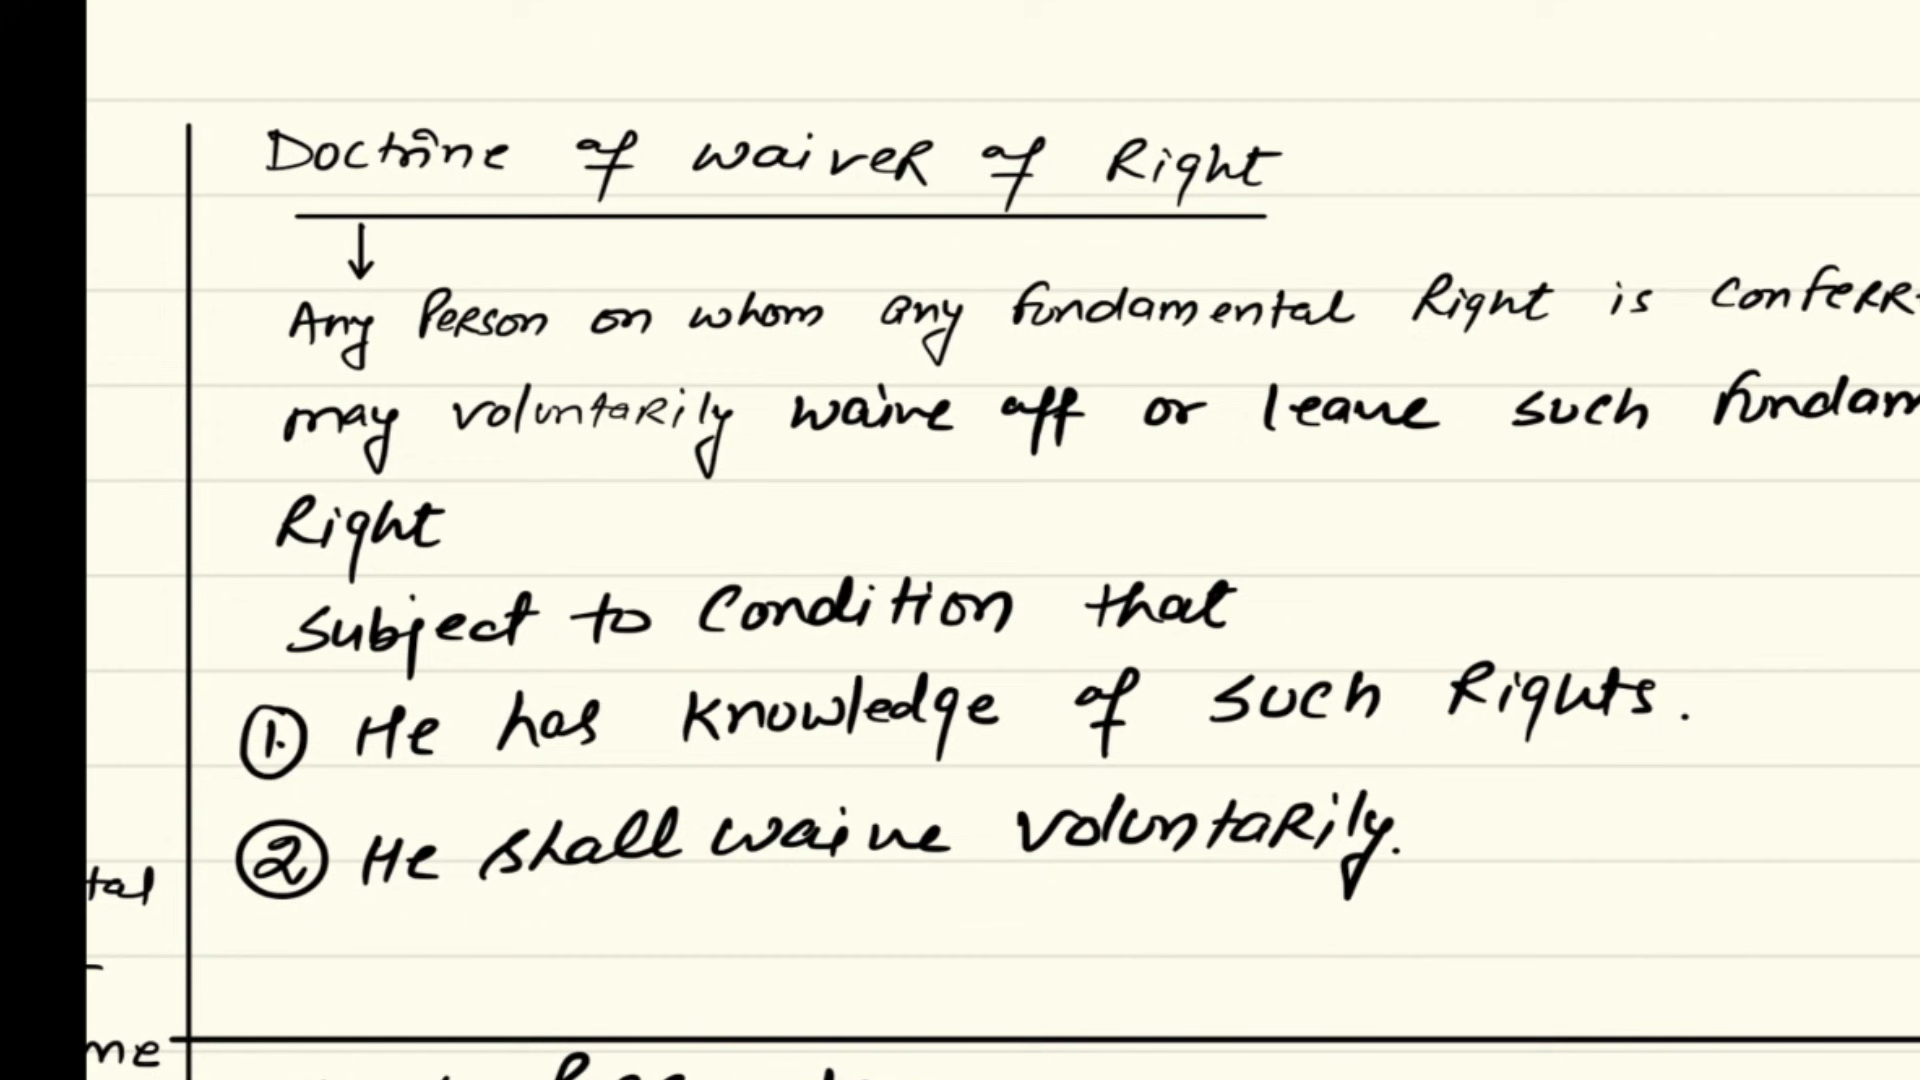 Doctrine of waiver of Right
Any Person on whom any fundamental Right is Conferr
may voluntarily waive off or leave such fundam
Right
subject to Condition that
1. He has knowledge of such Rights.
2 He shall waive voluntarily.
tal
me